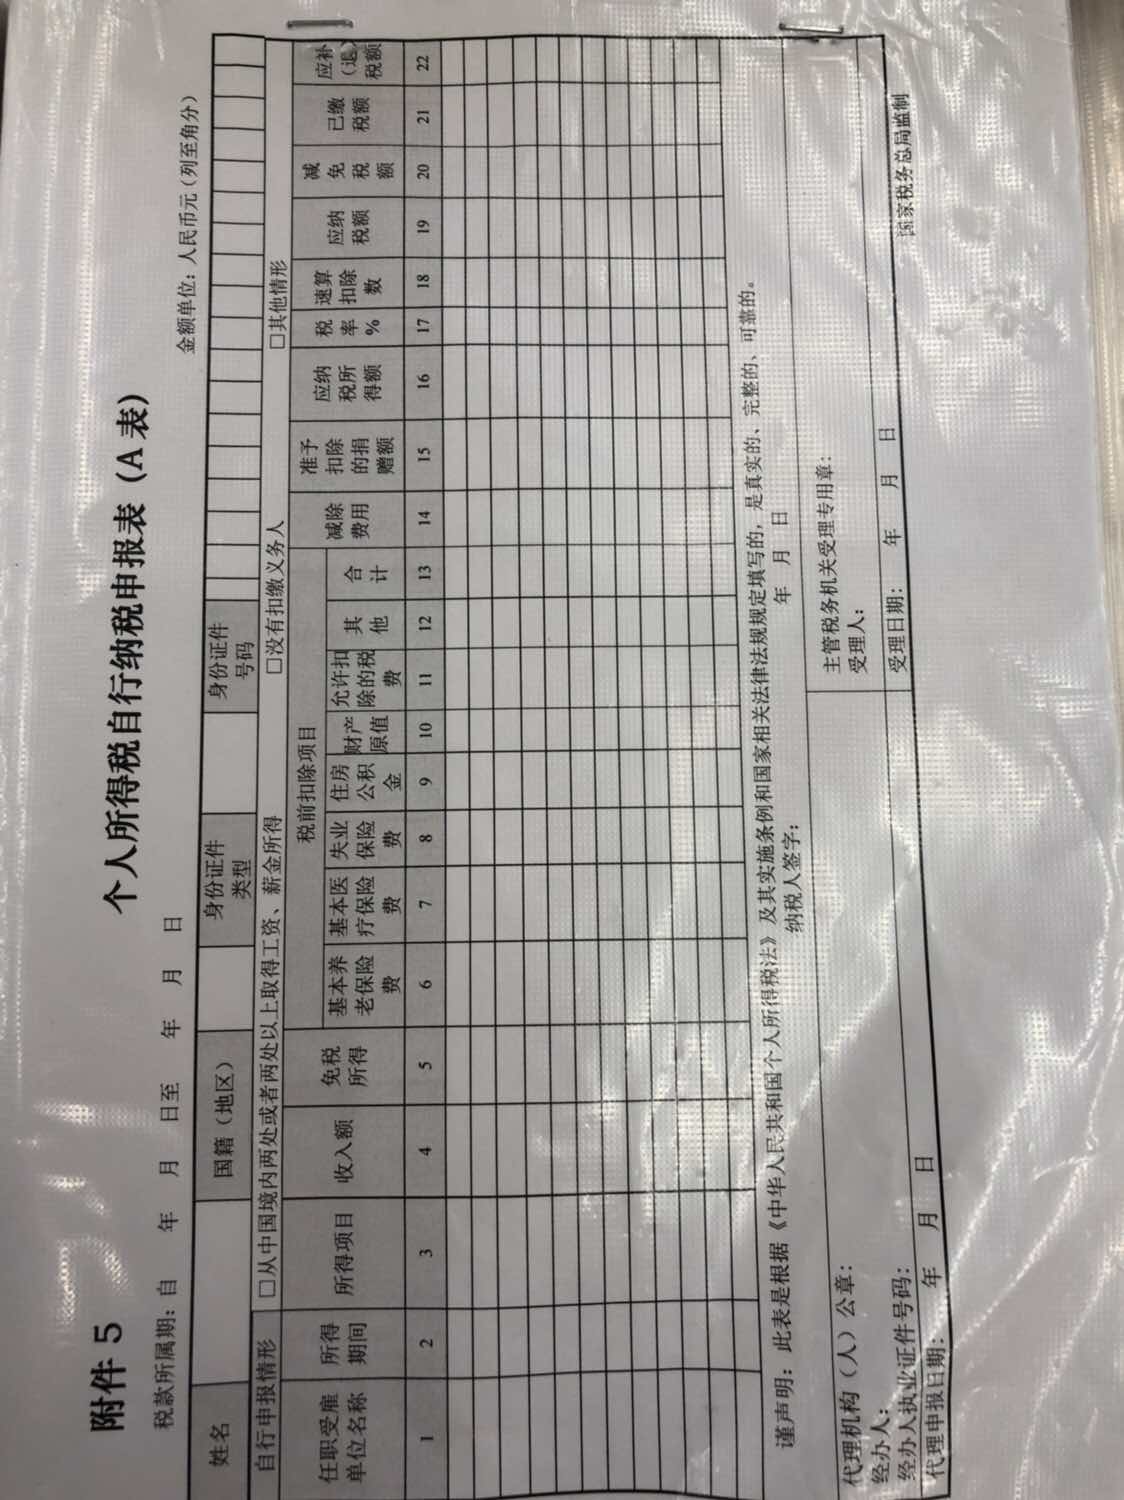 附件 5
个人所得税自行纳税申报表（A 表）
税款所属期：自 年 月 日至 年 月 日
金额单位：人民币元（列至角分）
姓名 国籍（地区） 身份证件类型 身份证件号码
自行申报情形 □从中国境内两处或者两处以上取得工资、薪金所得 □没有扣缴义务人 □其他情形
任职受雇单位名称 所得期间 所得项目 收入额 免税所得 税前扣除项目 减除费用 准予扣除的捐赠额 应纳税所得额 税率% 速算扣除数 应纳税额 减免税额 已缴税额 应补（退）税额
基本养老保险费 基本医疗保险费 失业保险费 住房公积金 财产原值 允许扣除的税费 其他 合计
1 2 3 4 5 6 7 8 9 10 11 12 13 14 15 16 17 18 19 20 21 22
谨声明：此表是根据《中华人民共和国个人所得税法》及其实施条例和国家相关法律法规规定填写的，是真实的、完整的、可靠的。
纳税人签字： 年 月 日
代理机构（人）公章：
经办人：
经办人执业证件号码：
代理申报日期： 年 月 日
主管税务机关受理专用章：
受理人：
受理日期： 年 月 日
国家税务总局监制